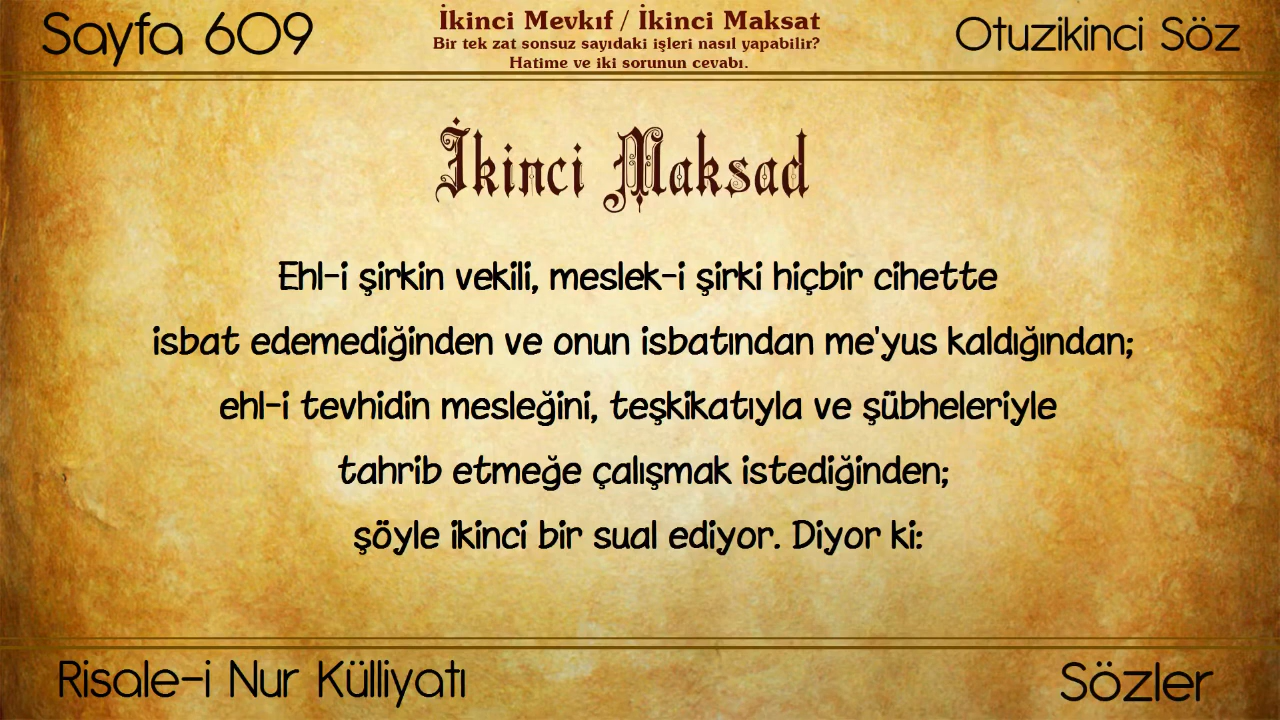 Sayfa 609
İkinci Mevkıf / İkinci Maksat
Bir tek zat sonsuz sayıdaki işleri nasıl yapabilir?
Hatime ve iki sorunun cevabı.
Otuzikinci Söz
İkinci Maksad
Ehl-i şirkin vekili, meslek-i şirki hiçbir cihette
isbat edemediğinden ve onun isbatından me'yus kaldığından;
ehl-i tevhidin mesleğini, teşkikatıyla ve şübheleriyle
tahrib etmeğe çalışmak istediğinden;
şöyle ikinci bir sual ediyor. Diyor ki:
Risale-i Nur Külliyatı
Sözler